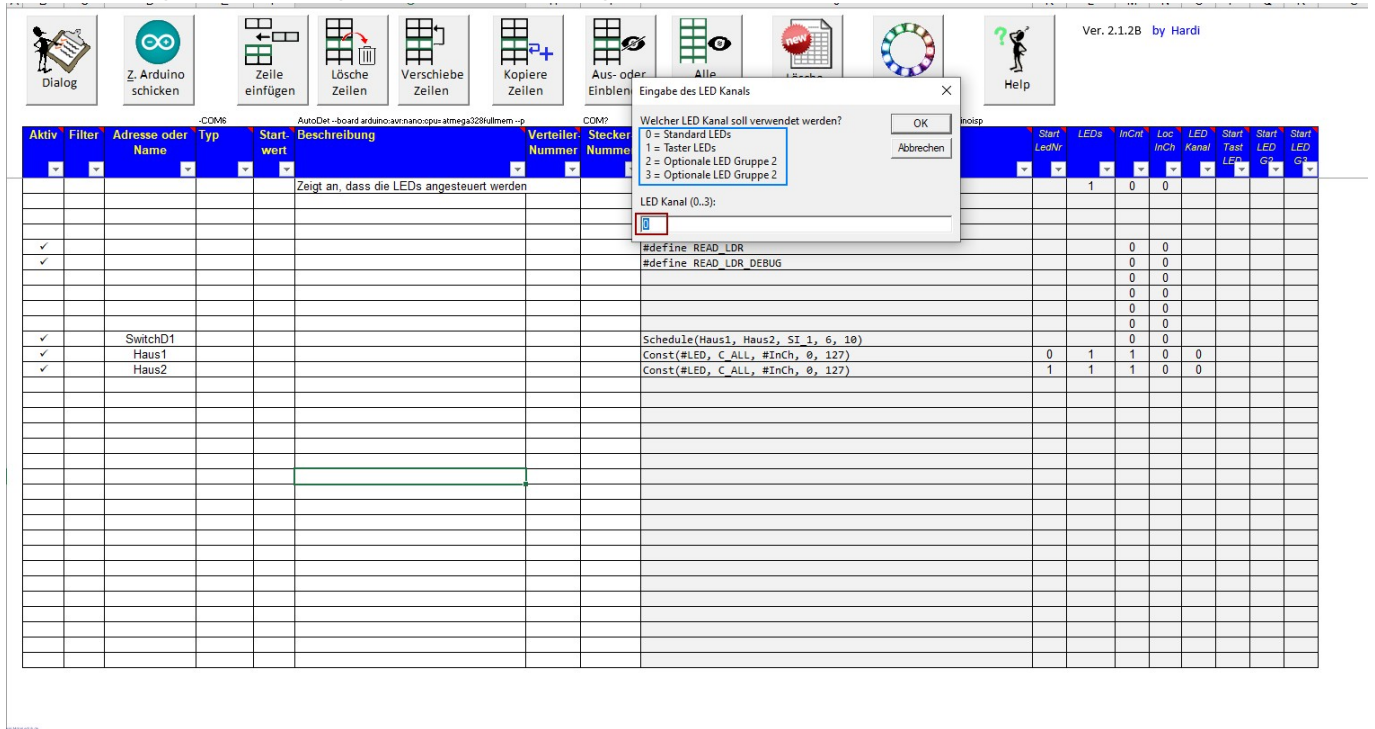 Ver. 2.1.2B by Hardi
Dialog
Z. Arduino schicken
Zeile einfügen
Lösche Zeilen
Verschiebe Zeilen
Kopiere Zeilen
Aus- oder
Alle
new
Help
Eingabe des LED Kanals
Welcher LED Kanal soll verwendet werden?
0 = Standard LEDs
1 = Taster LEDs
2 = Optionale LED Gruppe 2
3 = Optionale LED Gruppe 2
LED Kanal (0..3):
0
OK
Abbrechen
-COM6 AutoDet --board arduino:avr:nano:cpu=atmega328fullmem --p COM? inoisp
Aktiv Filter Adresse oder Name Typ Start-wert Beschreibung Verteiler-Nummer Stecker Start LedNr LEDs InCnt Loc InCh LED Kanal Start Tast LED Start LED G2 Start LED G3
Zeigt an, dass die LEDs angesteuert werden 1 0 0
✓ #define READ_LDR 0 0
✓ #define READ_LDR_DEBUG 0 0
0 0
0 0
0 0
0 0
✓ SwitchD1 Schedule(Haus1, Haus2, SI_1, 6, 10) 0 0
✓ Haus1 Const(#LED, C_ALL, #InCh, 0, 127) 0 1 1 0 0
✓ Haus2 Const(#LED, C_ALL, #InCh, 0, 127) 1 1 1 0 0